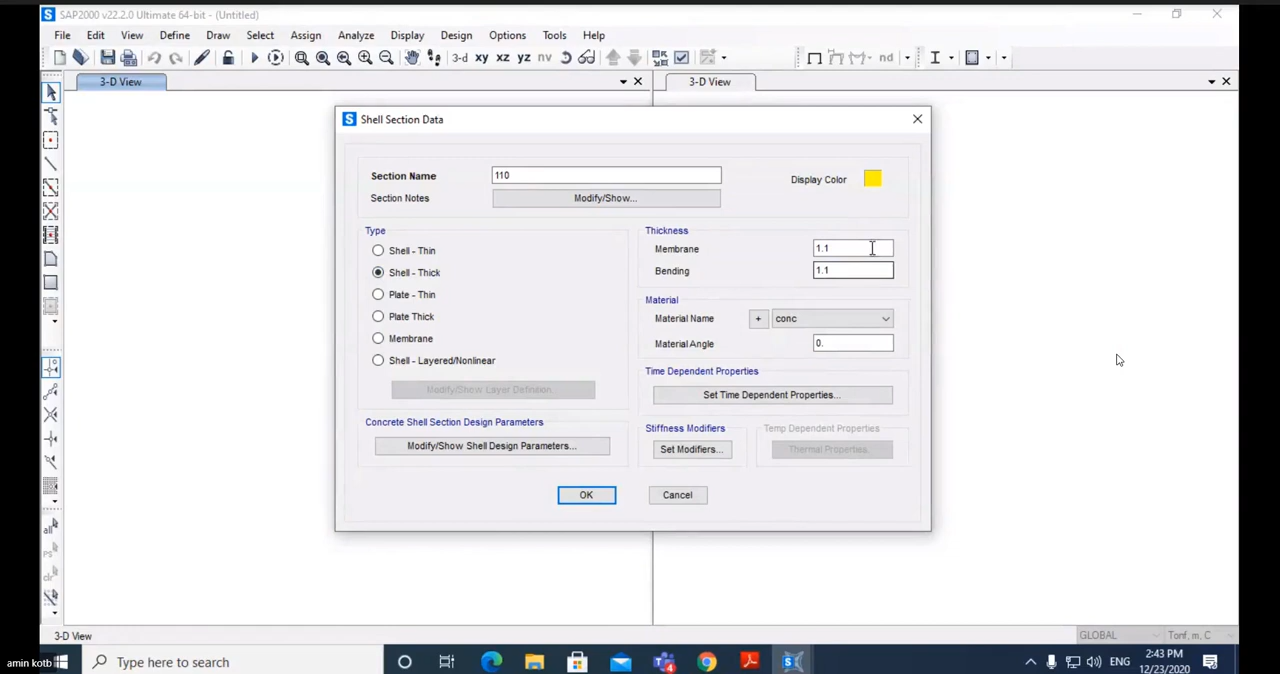 SAP2000 v22.2.0 Ultimate 64-bit - (Untitled)
File Edit View Define Draw Select Assign Analyze Display Design Options Tools Help
3-d xy xz yz nv nd
3-D View
3-D View
Shell Section Data
Section Name 110 Display Color
Section Notes Modify/Show...
Type
Shell - Thin
Shell - Thick
Plate - Thin
Plate Thick
Membrane
Shell - Layered/Nonlinear
Modify/Show Layer Definition...
Concrete Shell Section Design Parameters
Modify/Show Shell Design Parameters...
Thickness
Membrane 1.1
Bending 1.1
Material
Material Name + conc
Material Angle 0.
Time Dependent Properties
Set Time Dependent Properties...
Stiffness Modifiers
Set Modifiers...
Temp Dependent Properties
Thermal Properties...
OK Cancel
all
ps
clr
3-D View GLOBAL Tonf, m, C
amin kotb Type here to search ENG 2:43 PM
12/23/2020